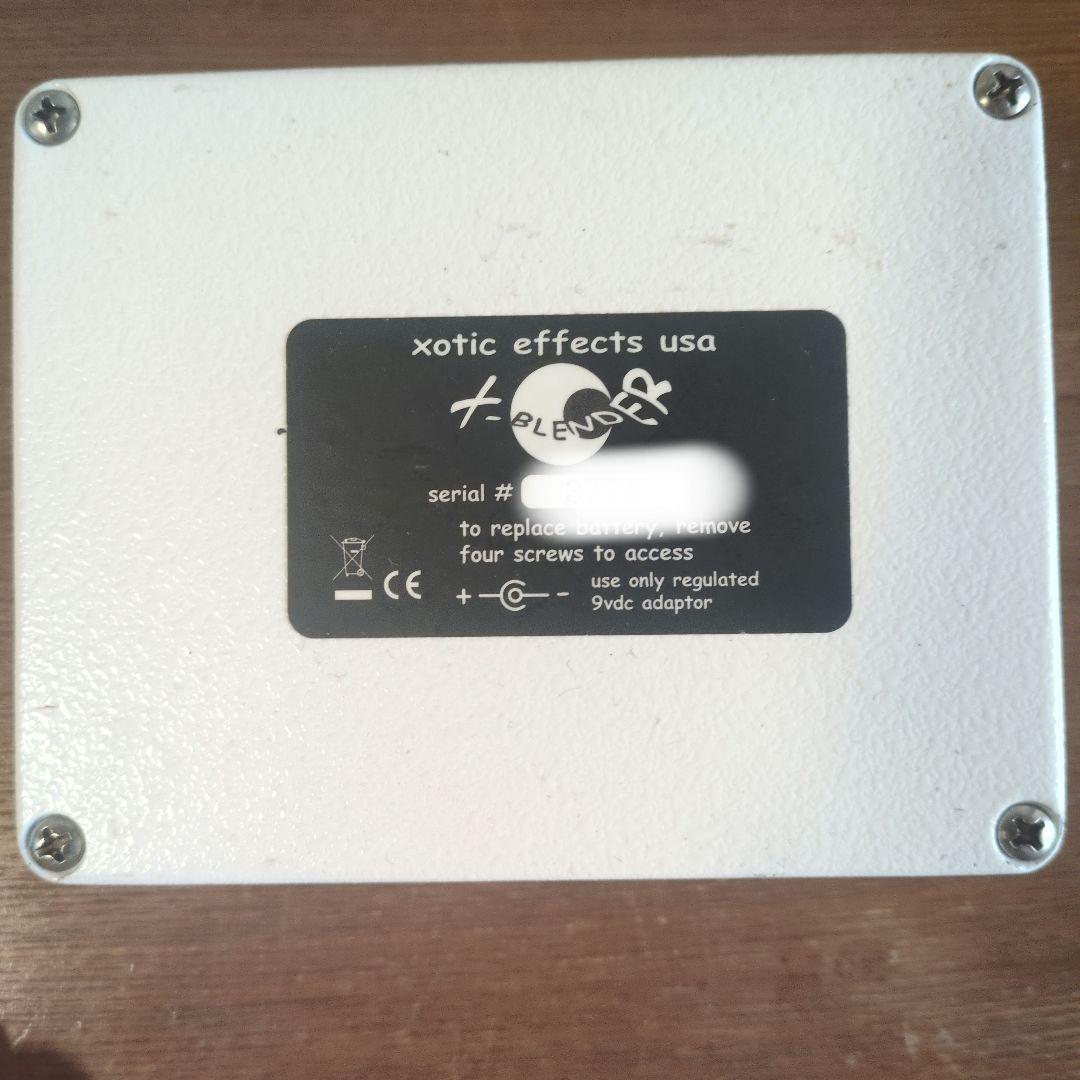 xotic effects usa
X-BLENDER
serial #
to replace battery, remove
four screws to access
CE
use only regulated
+ - 9vdc adaptor